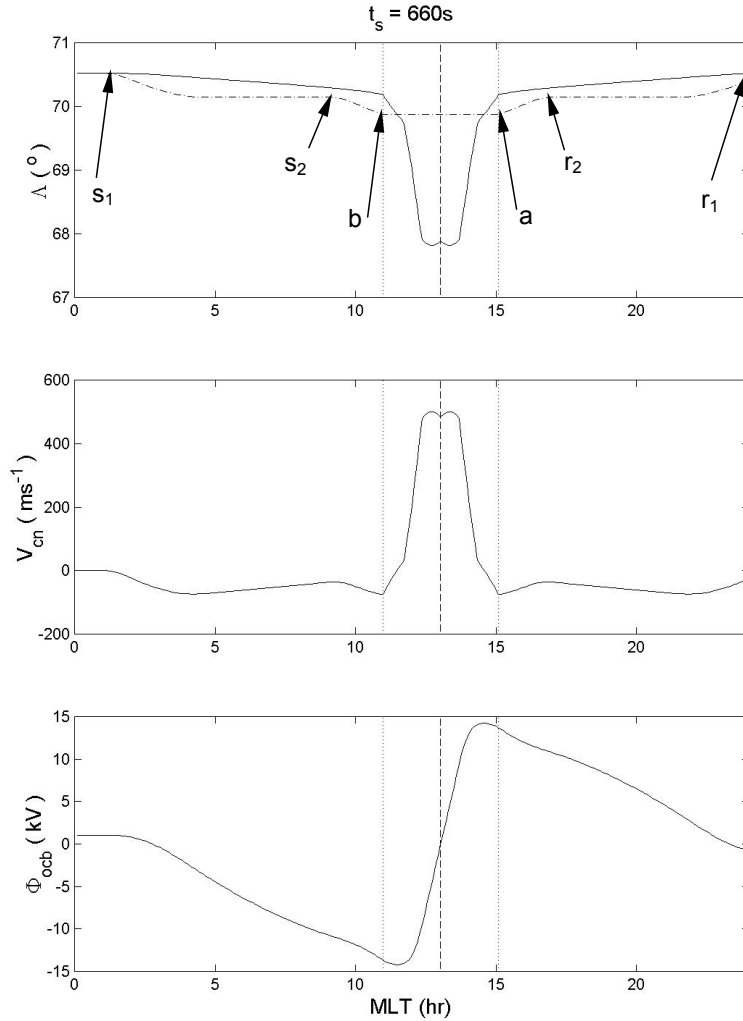 t_s = 660s
71
70
69
68
67
Λ ( ° )
s_1
s_2
b
a
r_2
r_1
0 5 10 15 20
600
400
200
0
-200
V_cn ( ms^-1 )
0 5 10 15 20
15
10
5
0
-5
-10
-15
Φ_ocb ( kV )
0 5 10 15 20
MLT (hr)